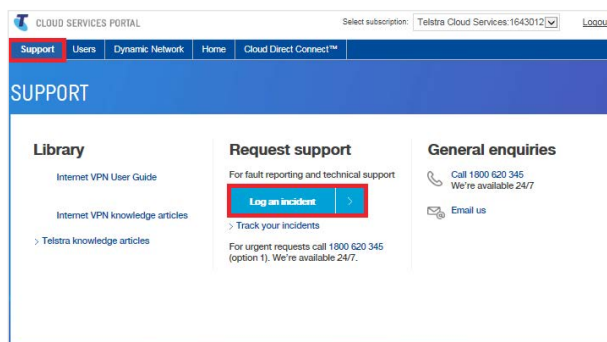 CLOUD SERVICES PORTAL
Select subscription: Telstra Cloud Services:1643012
Logou
Support Users Dynamic Network Home Cloud Direct Connect™
SUPPORT
Library
Internet VPN User Guide
Internet VPN knowledge articles
> Telstra knowledge articles
Request support
For fault reporting and technical support
Log an incident >
> Track your incidents
For urgent requests call 1800 620 345
(option 1). We're available 24/7.
General enquiries
Call 1800 620 345
We're available 24/7
Email us